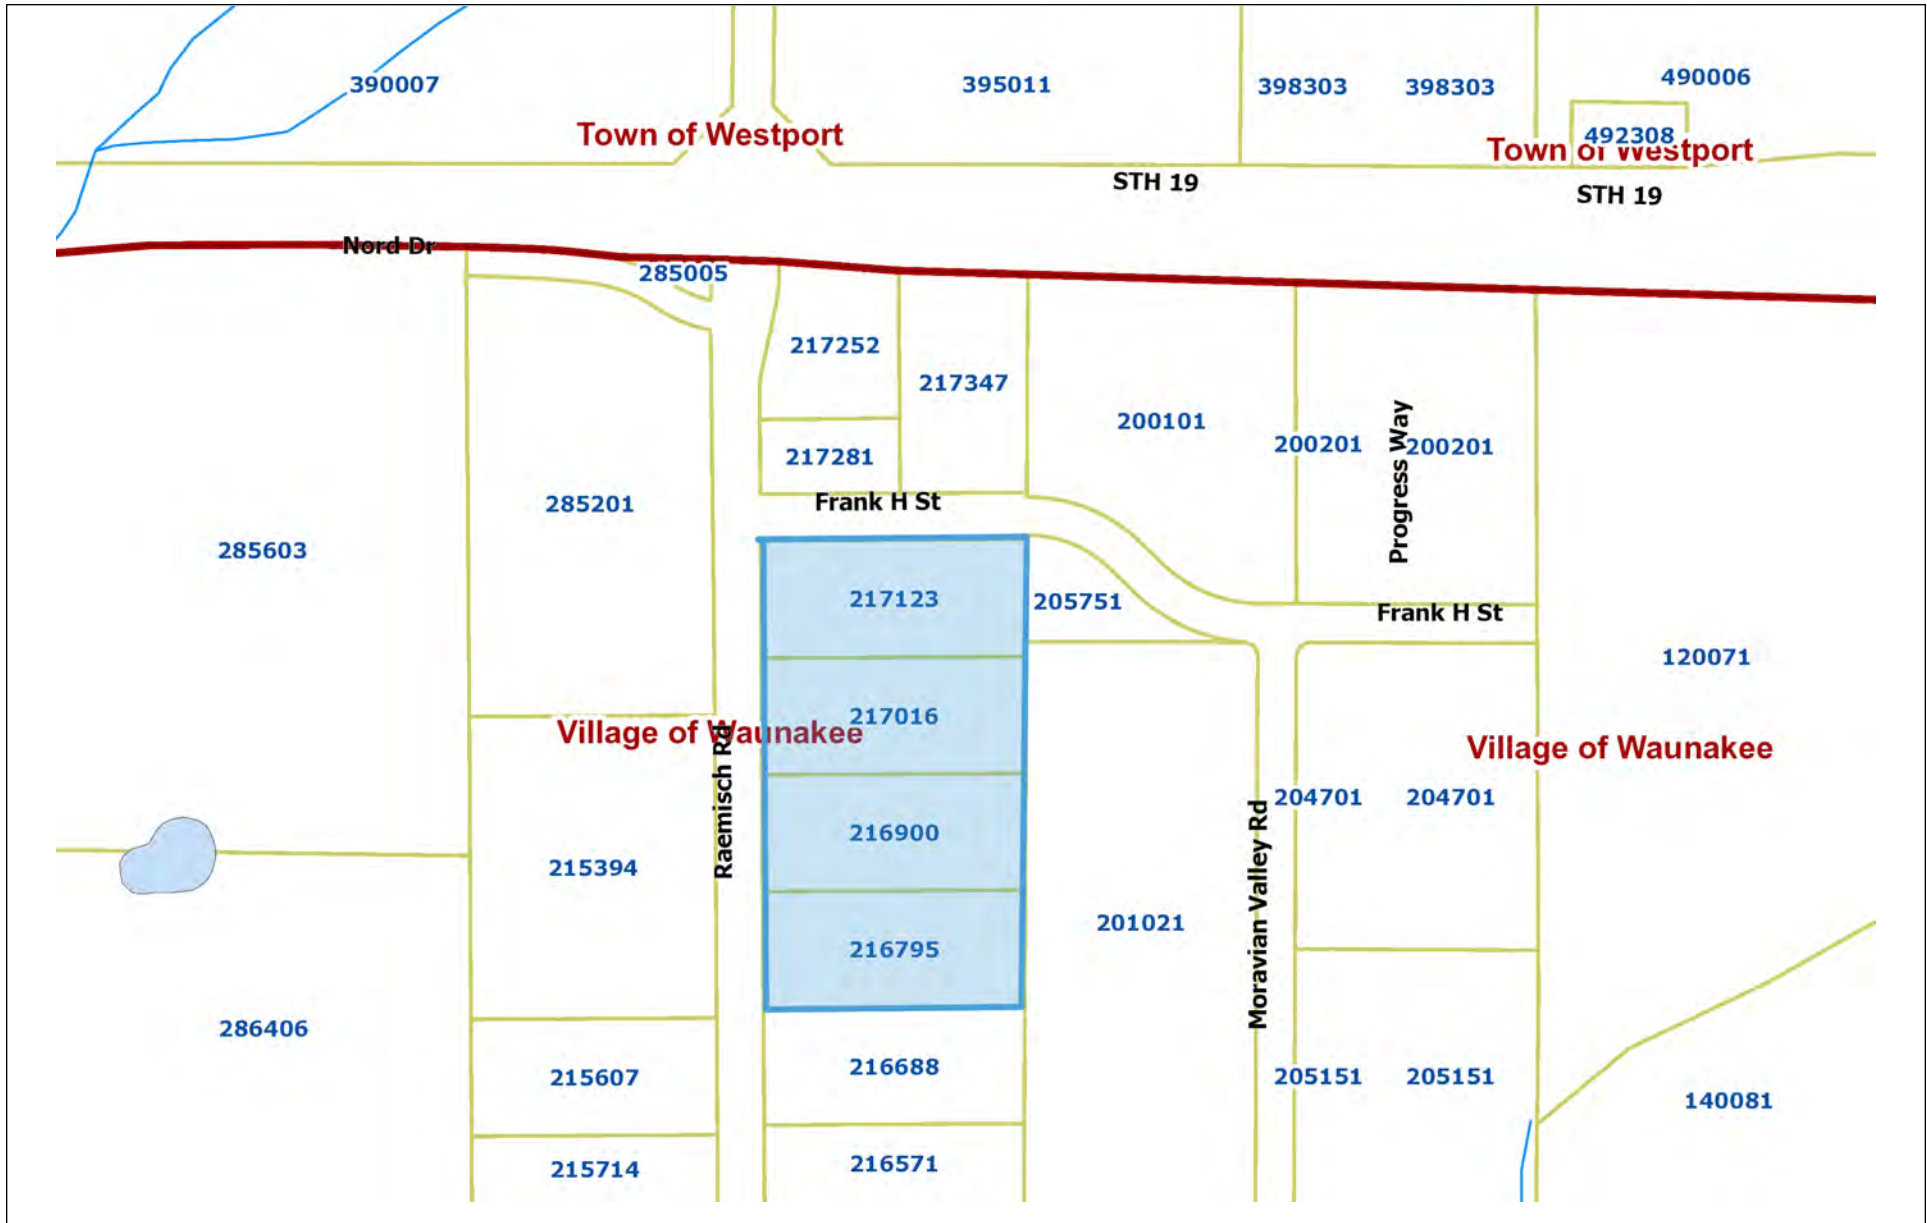 490006
390007
395011
398303
398303
Town of Westport
492308
Town of Westport
STH 19
STH 19
Nord Dr
285005
217252
217347
200101
200201
Progress Way
200201
217281
Frank H St
285201
285603
217123
205751
Frank H St
120071
217016
Village of Waunakee
Village of Waunakee
Raemisch Rd
204701
204701
216900
215394
Moravian Valley Rd
201021
216795
286406
216688
215607
205151
205151
140081
216571
215714